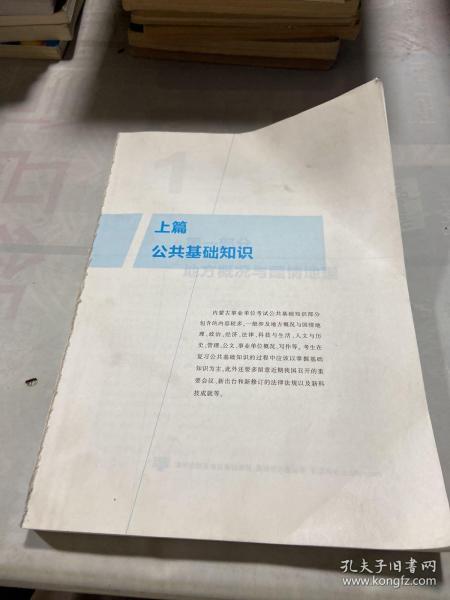 上篇
公共基础知识
内蒙古事业单位考试公共基础知识部分
包含的内容较多，一般涉及地方概况与国情地
理、政治、经济、法律、科技与生活、人文与历
史、管理、公文、事业单位概况、写作等。考生在
复习公共基础知识的过程中应该以掌握基础
知识为主，此外还要多留意近期我国召开的重
要会议、新出台和新修订的法律法规以及新科
技成就等。
孔夫子旧书网
www.kongfz.com